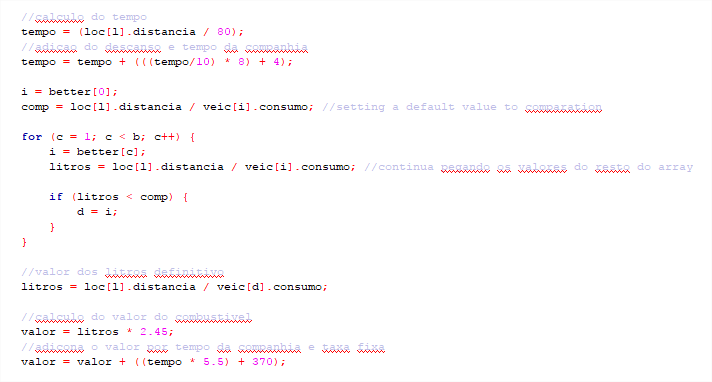 //calculo do tempo
tempo = (loc[l].distancia / 80);
//adicao do descanso e tempo da companhia
tempo = tempo + (((tempo/10) * 8) + 4);
i = better[0];
comp = loc[l].distancia / veic[i].consumo; //setting a default value to comparation
for (c = 1; c < b; c++) {
i = better[c];
litros = loc[l].distancia / veic[i].consumo; //continua pegando os valores do resto do array
if (litros < comp) {
d = i;
}
}
//valor dos litros definitivo
litros = loc[l].distancia / veic[d].consumo;
//calculo do valor do combustivel
valor = litros * 2.45;
//adicona o valor por tempo da companhia e taxa fixa
valor = valor + ((tempo * 5.5) + 370);